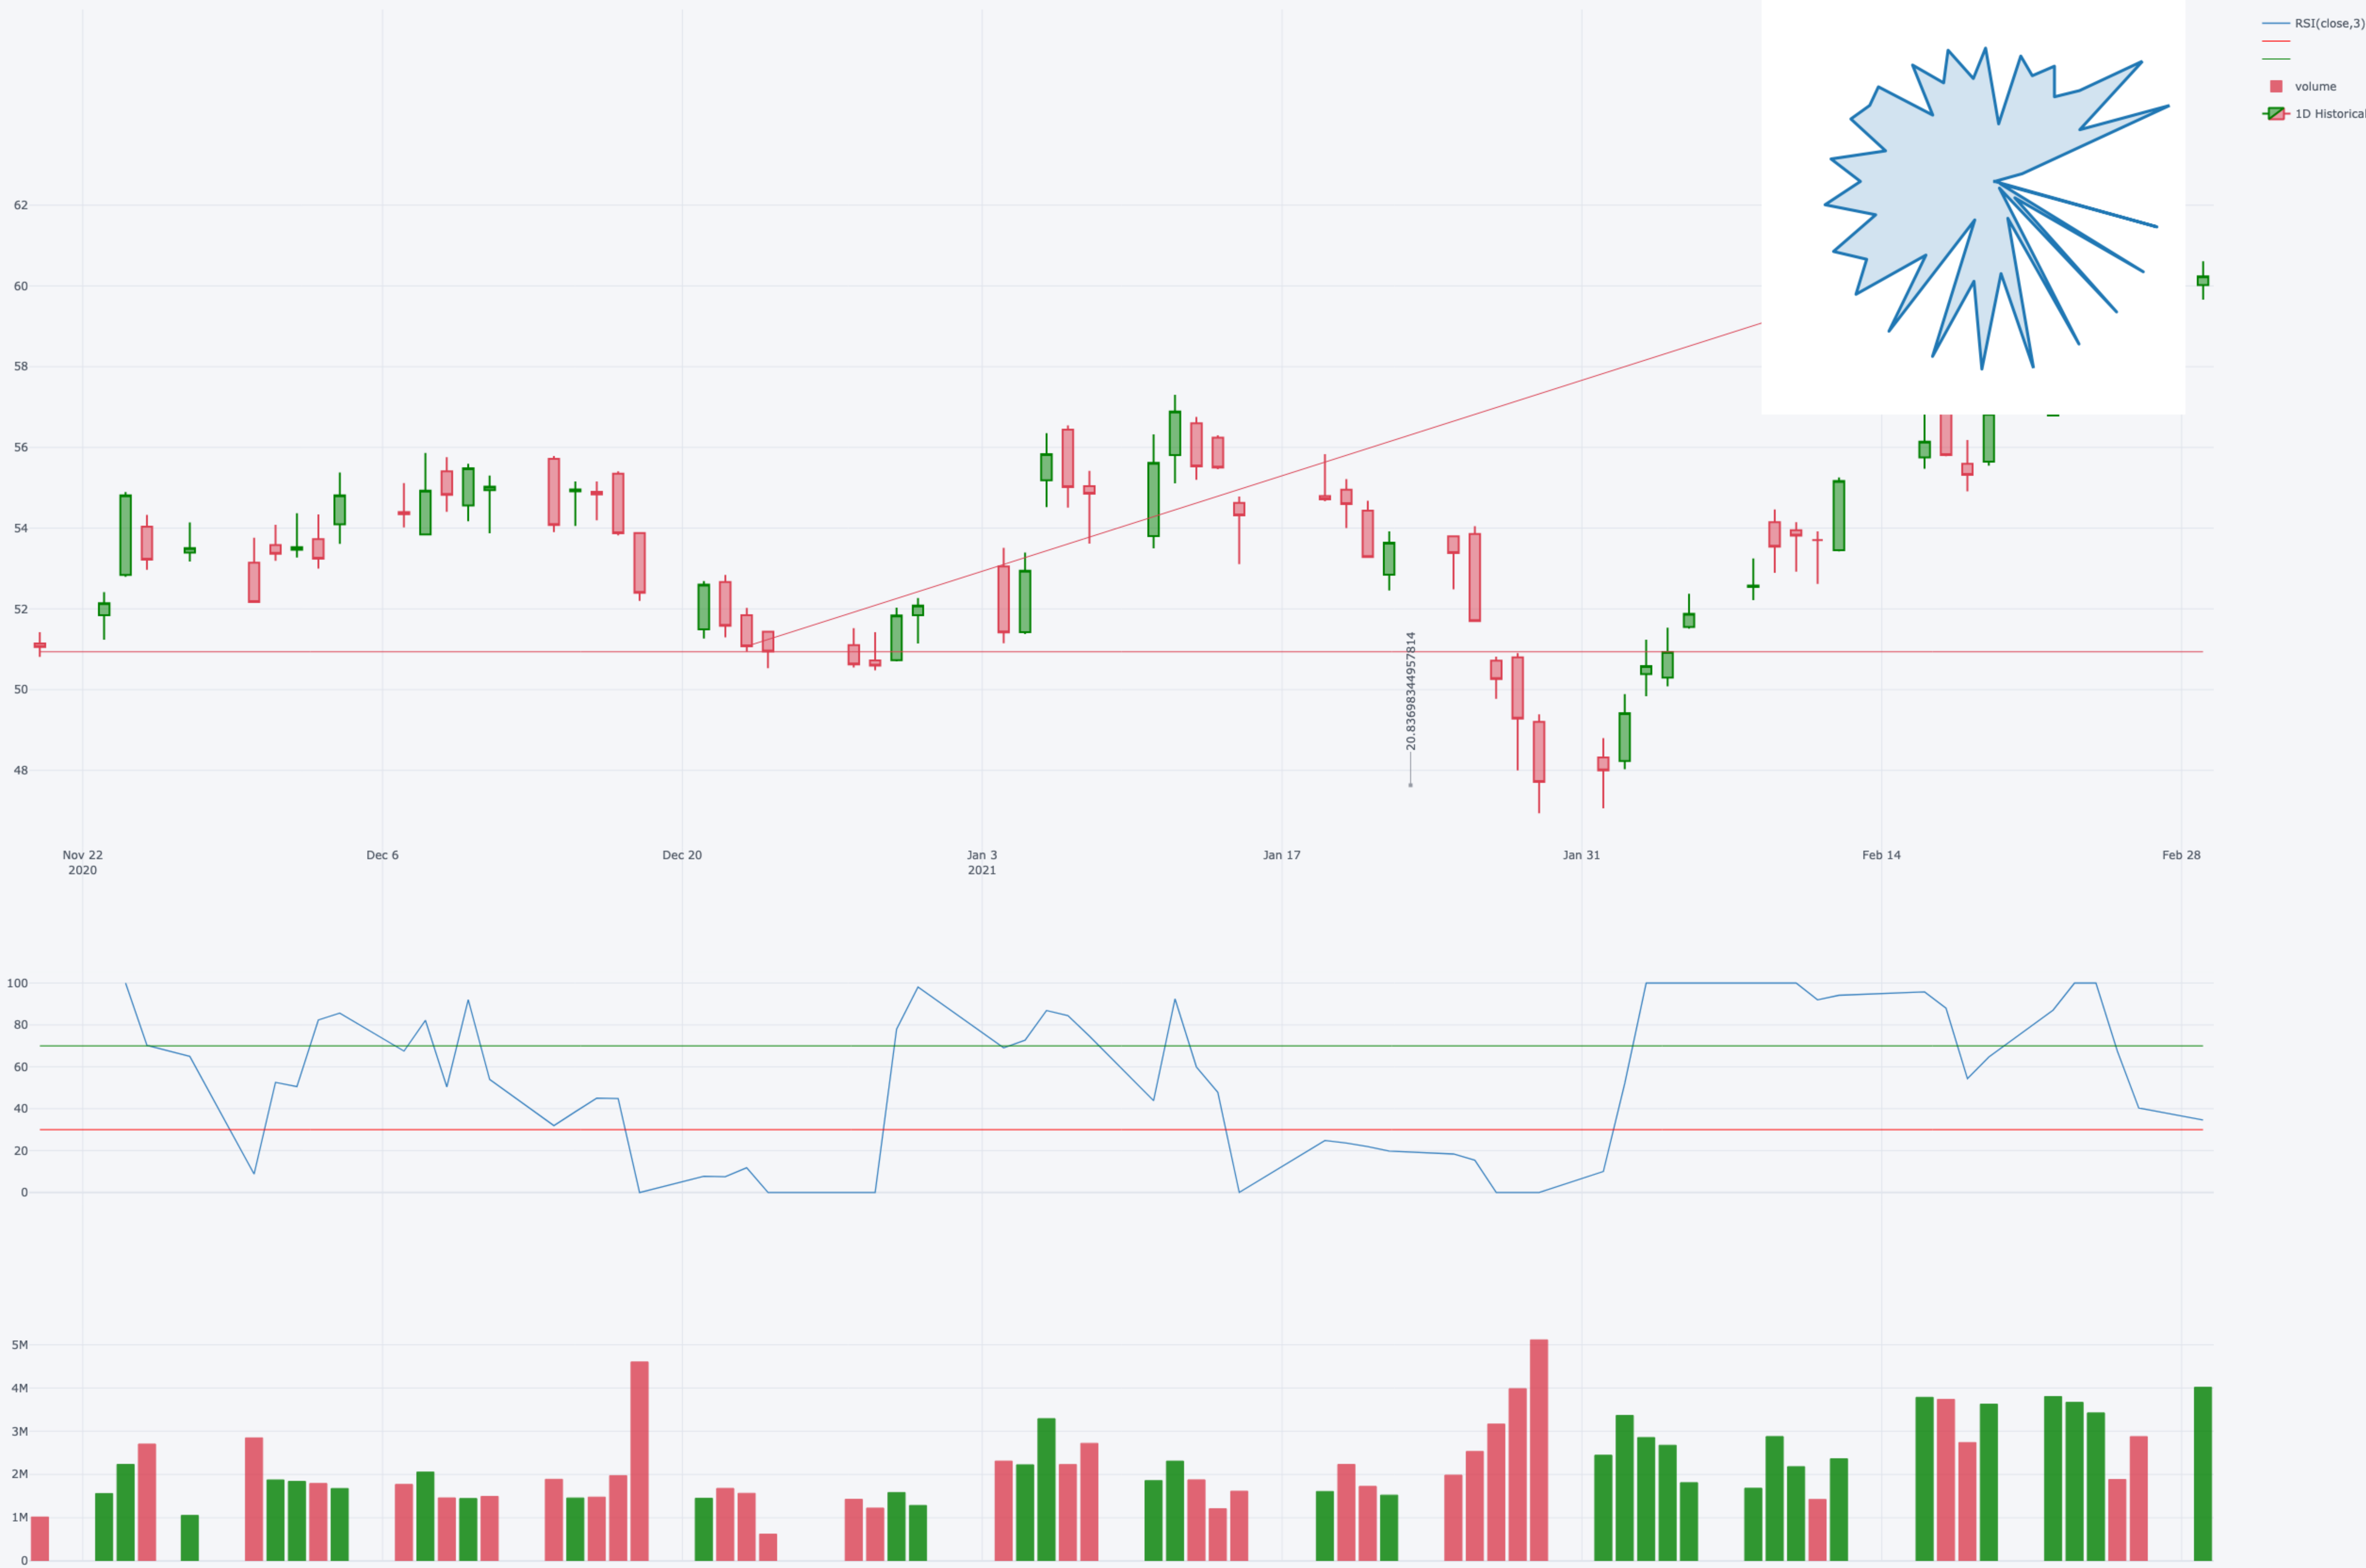 RSI(close,3)
volume
1D Historical
62
60
58
56
54
52
50
48
20.83698344957814
Nov 22
2020
Dec 6
Dec 20
Jan 3
2021
Jan 17
Jan 31
Feb 14
Feb 28
100
80
60
40
20
0
5M
4M
3M
2M
1M
0